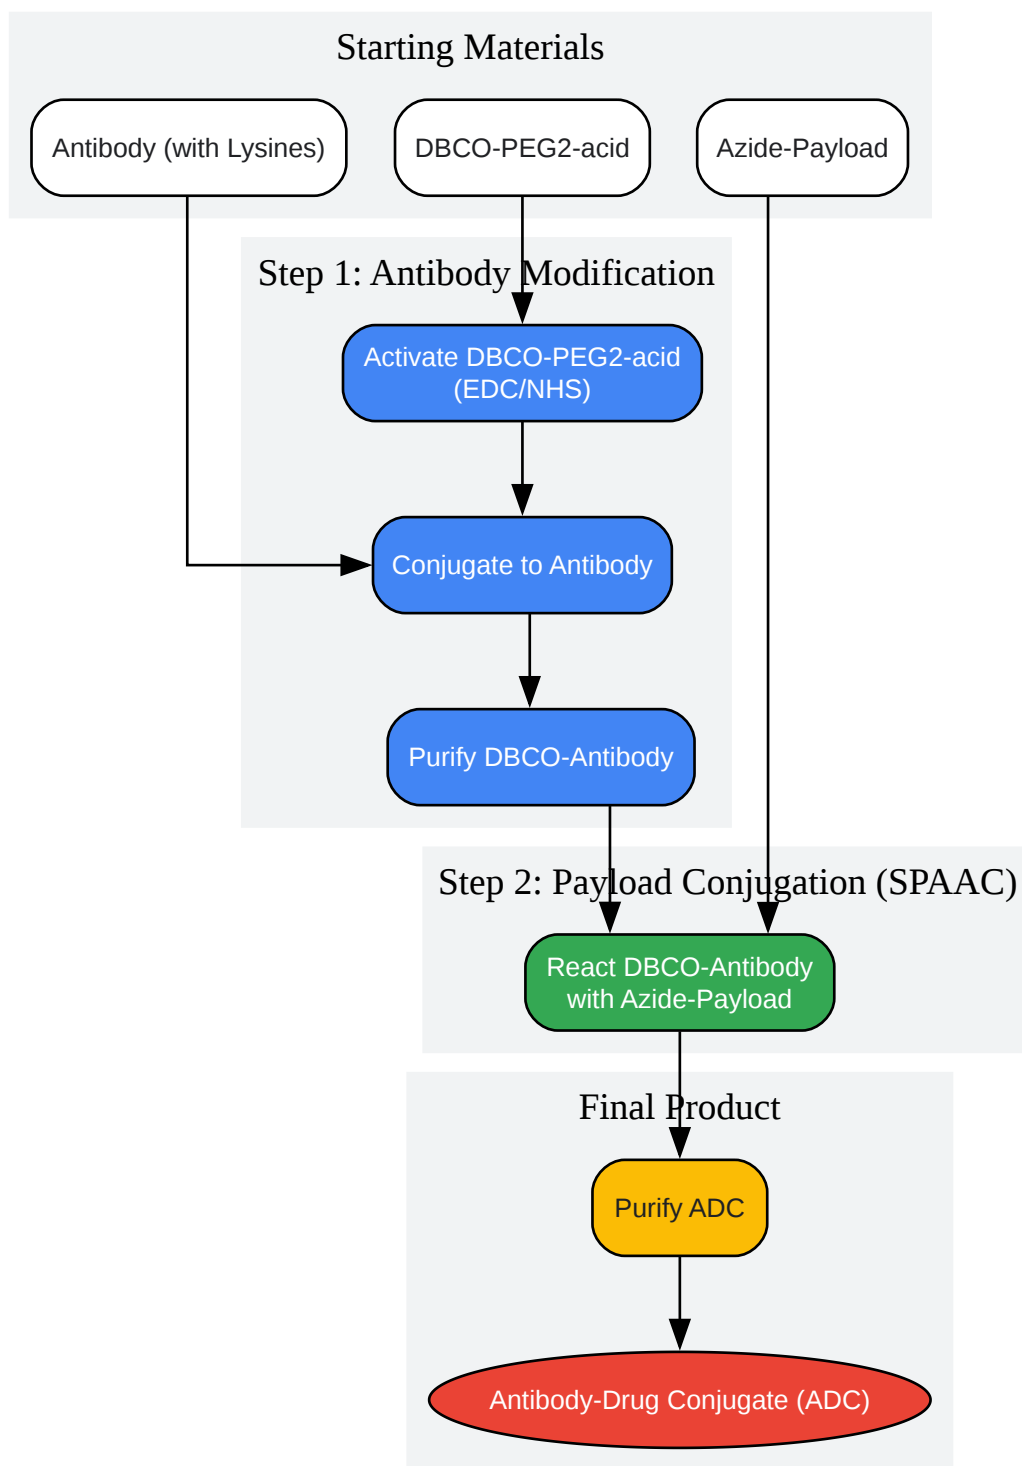 Starting Materials
Antibody (with Lysines)
DBCO-PEG2-acid
Azide-Payload
Step 1: Antibody Modification
Activate DBCO-PEG2-acid
(EDC/NHS)
Conjugate to Antibody
Purify DBCO-Antibody
Step 2: Payload Conjugation (SPAAC)
React DBCO-Antibody
with Azide-Payload
Final Product
Purify ADC
Antibody-Drug Conjugate (ADC)